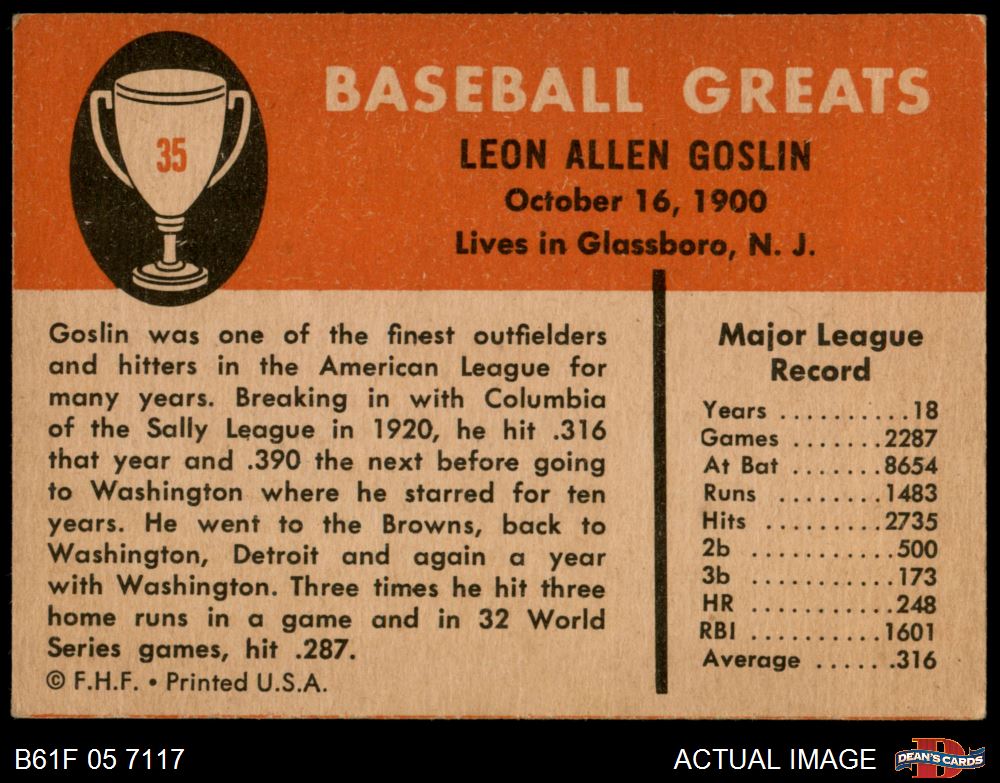 35
BASEBALL GREATS
LEON ALLEN GOSLIN
October 16, 1900
Lives in Glassboro, N. J.
Goslin was one of the finest outfielders
and hitters in the American League for
many years. Breaking in with Columbia
of the Sally League in 1920, he hit .316
that year and .390 the next before going
to Washington where he starred for ten
years. He went to the Browns, back to
Washington, Detroit and again a year
with Washington. Three times he hit three
home runs in a game and in 32 World
Series games, hit .287.
© F.H.F. • Printed U.S.A.
Major League
Record
Years ..........18
Games .......2287
At Bat .......8654
Runs ........1483
Hits .........2735
2b ...........500
3b ...........173
HR ...........248
RBI ..........1601
Average .......316
B61F 05 7117
ACTUAL IMAGE
D
DEAN'S CARDS